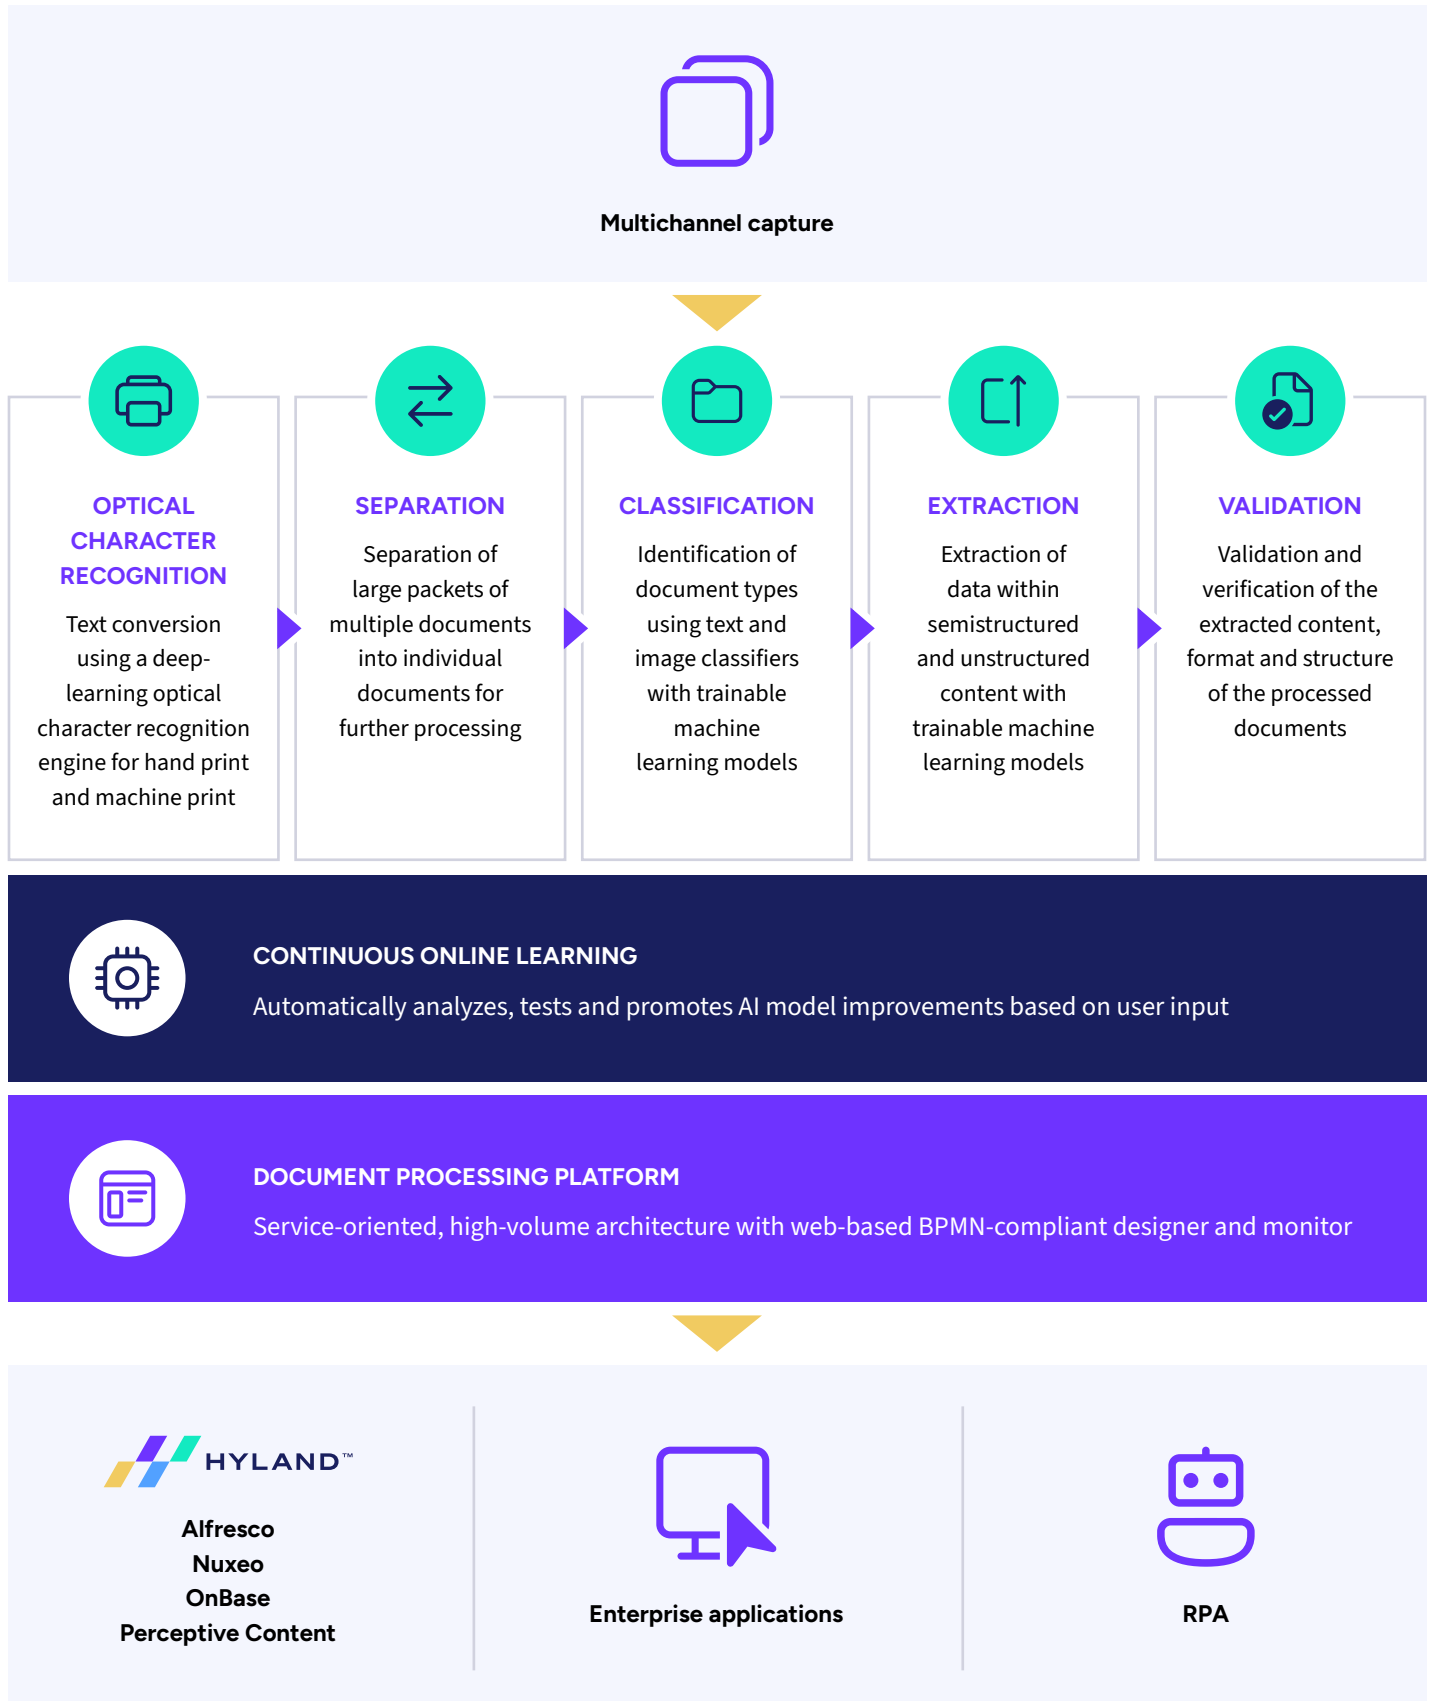 Multichannel capture
OPTICAL
CHARACTER
RECOGNITION
Text conversion
using a deep-
learning optical
character recognition
engine for hand print
and machine print
SEPARATION
Separation of
large packets of
multiple documents
into individual
documents for
further processing
CLASSIFICATION
Identification of
document types
using text and
image classifiers
with trainable
machine
learning models
EXTRACTION
Extraction of
data within
semistructured
and unstructured
content with
trainable machine
learning models
VALIDATION
Validation and
verification of the
extracted content,
format and structure
of the processed
documents
CONTINUOUS ONLINE LEARNING
Automatically analyzes, tests and promotes AI model improvements based on user input
DOCUMENT PROCESSING PLATFORM
Service-oriented, high-volume architecture with web-based BPMN-compliant designer and monitor
HYLAND™
Alfresco
Nuxeo
OnBase
Perceptive Content
Enterprise applications
RPA